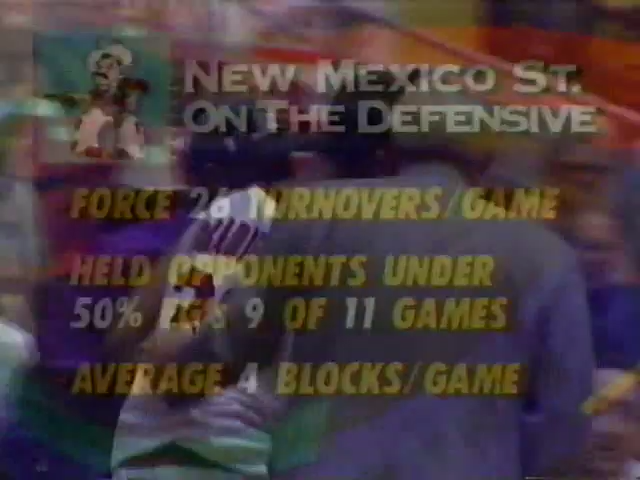 NEW MEXICO ST.
ON THE DEFENSIVE
FORCE 26 TURNOVERS/GAME
HELD OPPONENTS UNDER
50% FG's 9 OF 11 GAMES
AVERAGE 4 BLOCKS/GAME